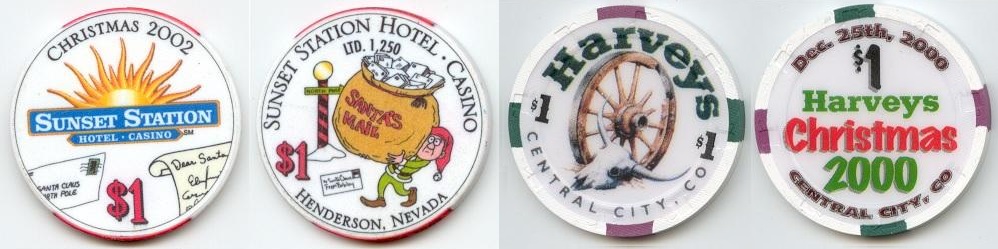 CHRISTMAS 2002
SUNSET STATION
HOTEL • CASINO
SM
SANTA CLAUS
NORTH POLE
Dear Santa
$1
SUNSET STATION HOTEL • CASINO
LTD. 1,250
NORTH POLE
SANTA'S
MAIL
$1
HENDERSON, NEVADA
Harveys
$1
$1
CENTRAL CITY, CO
Dec. 25th, 2000
$1
Harveys
Christmas
2000
CENTRAL CITY, CO